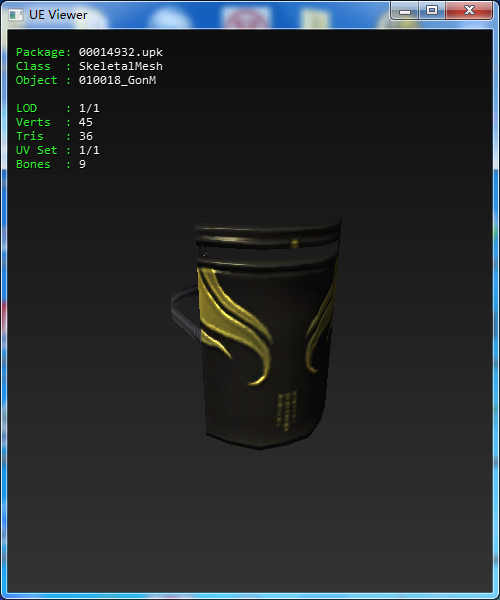 UE Viewer
Package: 00014932.upk
Class : SkeletalMesh
Object : 010018_GonM
LOD : 1/1
Verts : 45
Tris : 36
UV Set : 1/1
Bones : 9